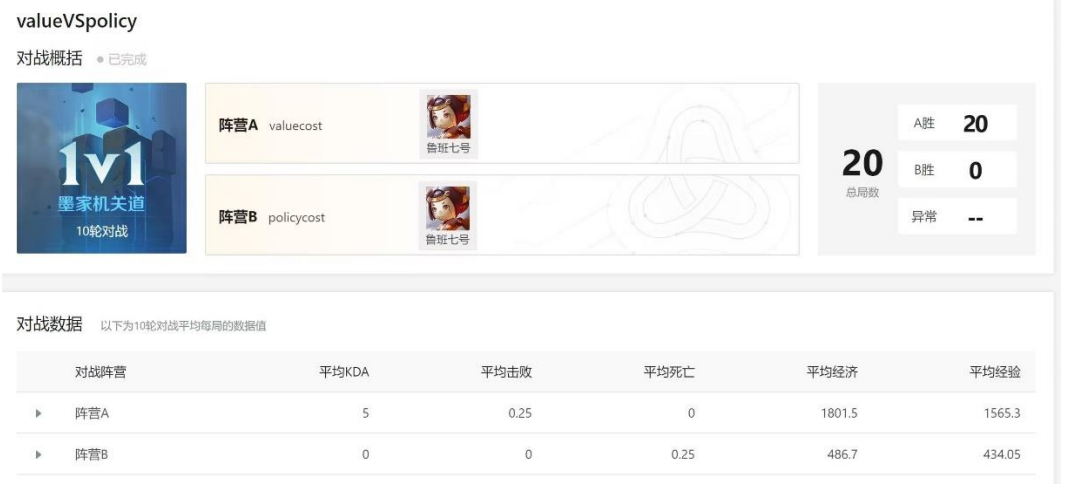 valueVSpolicy
对战概括 已完成
1v1
墨家机关道
10轮对战
阵营A valuecost
鲁班七号
阵营B policycost
鲁班七号
20
总局数
A胜 20
B胜 0
异常 --
对战数据 以下为10轮对战平均每局的数据值
对战阵营 平均KDA 平均击败 平均死亡 平均经济 平均经验
阵营A 5 0.25 0 1801.5 1565.3
阵营B 0 0 0.25 486.7 434.05